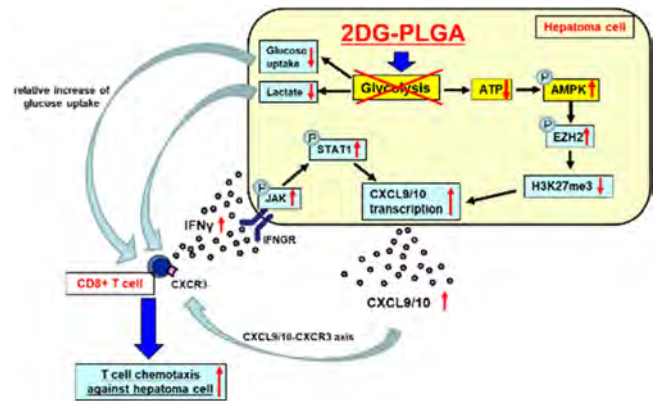 2DG-PLGA
Hepatoma cell
Glucose
uptake
relative increase of
glucose uptake
Lactate
Glycolysis
ATP
P
AMPK
P
EZH2
P
STAT1
H3K27me3
P
JAK
CXCL9/10
transcription
IFNγ
IFNGR
CD8+ T cell
CXCR3
CXCL9/10
CXCL9/10-CXCR3 axis
T cell chemotaxis
against hepatoma cell